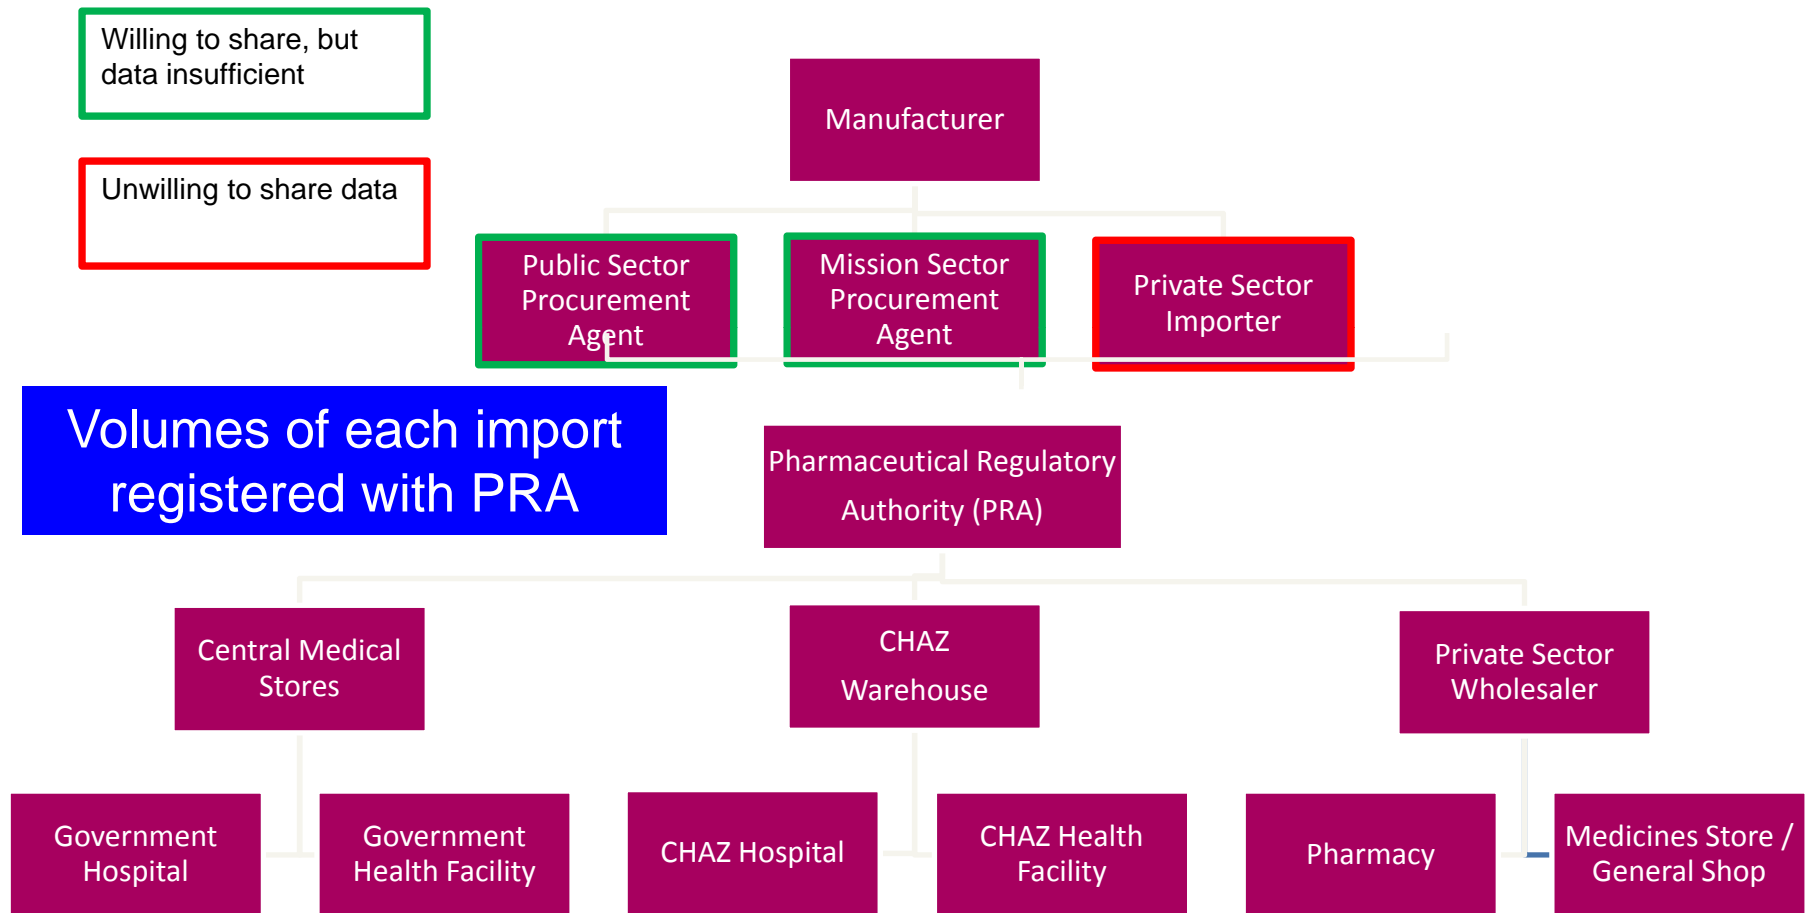 Willing to share, but
data insufficient
Unwilling to share data
Manufacturer
Public Sector
Procurement
Agent
Mission Sector
Procurement
Agent
Private Sector
Importer
Volumes of each import
registered with PRA
Pharmaceutical Regulatory
Authority (PRA)
Central Medical
Stores
CHAZ
Warehouse
Private Sector
Wholesaler
Government
Hospital
Government
Health Facility
CHAZ Hospital
CHAZ Health
Facility
Pharmacy
Medicines Store /
General Shop